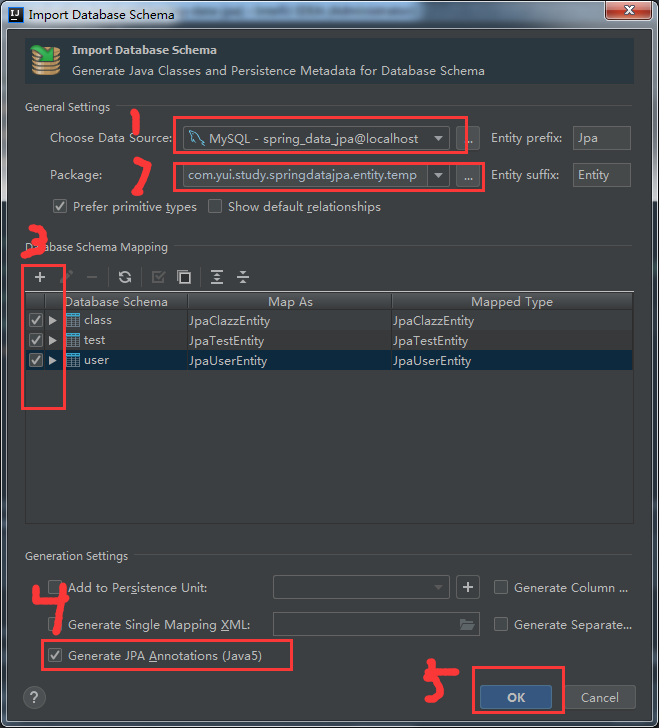 Import Database Schema
Import Database Schema
Generate Java Classes and Persistence Metadata for Database Schema
General Settings
1
Choose Data Source: MySQL - spring_data_jpa@localhost ... Entity prefix: Jpa
7
Package: com.yui.study.springdatajpa.entity.temp ... Entity suffix: Entity
Prefer primitive types Show default relationships
3
Database Schema Mapping
Database Schema Map As Mapped Type
class JpaClazzEntity JpaClazzEntity
test JpaTestEntity JpaTestEntity
user JpaUserEntity JpaUserEntity
Generation Settings
Add to Persistence Unit: Generate Column ...
4
Generate Single Mapping XML: Generate Separate...
Generate JPA Annotations (Java5)
5
? OK Cancel